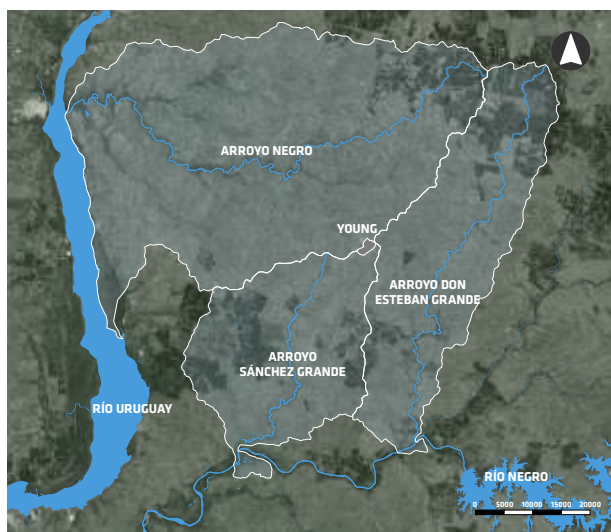 ARROYO NEGRO
YOUNG
ARROYO DON
ESTEBAN GRANDE
ARROYO
SÁNCHEZ GRANDE
RÍO URUGUAY
RÍO NEGRO
0 5000 10000 15000 20000